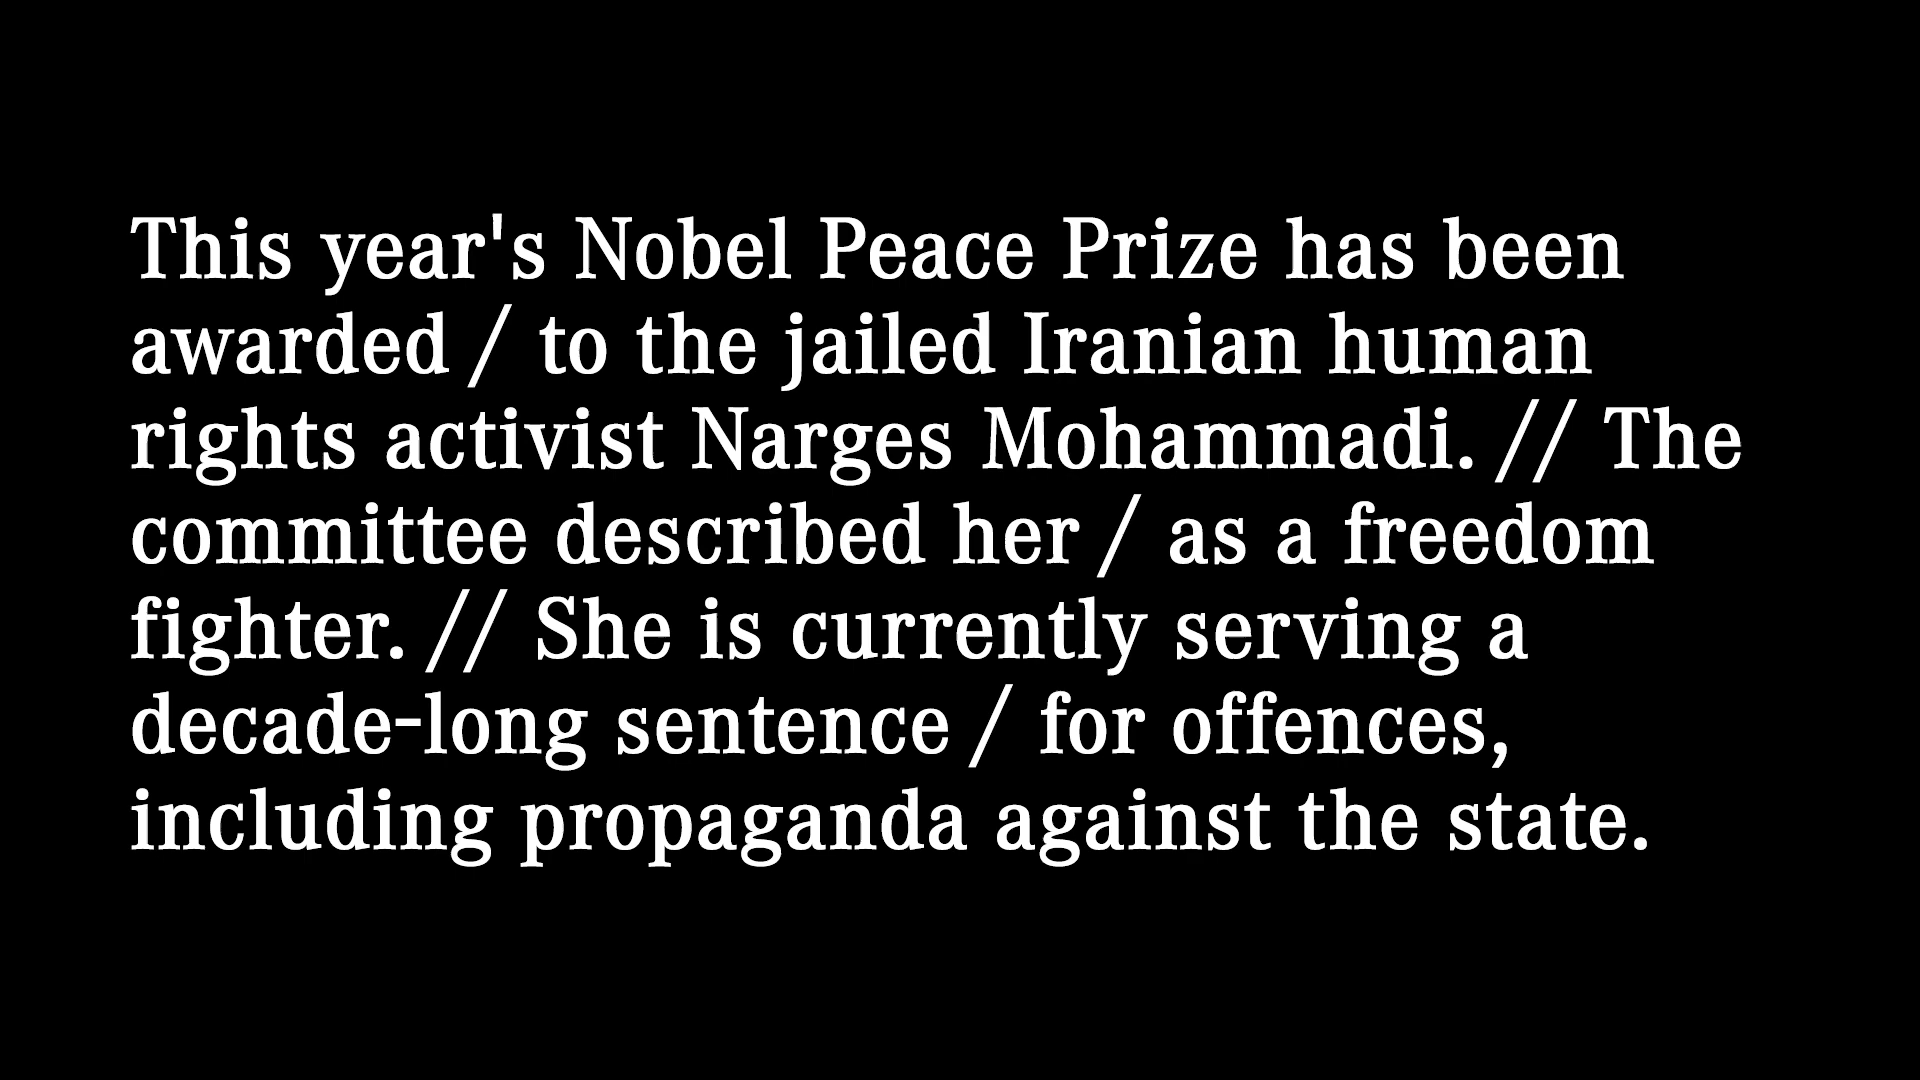 This year's Nobel Peace Prize has been
awarded / to the jailed Iranian human
rights activist Narges Mohammadi. // The
committee described her / as a freedom
fighter. // She is currently serving a
decade-long sentence / for offences,
including propaganda against the state.